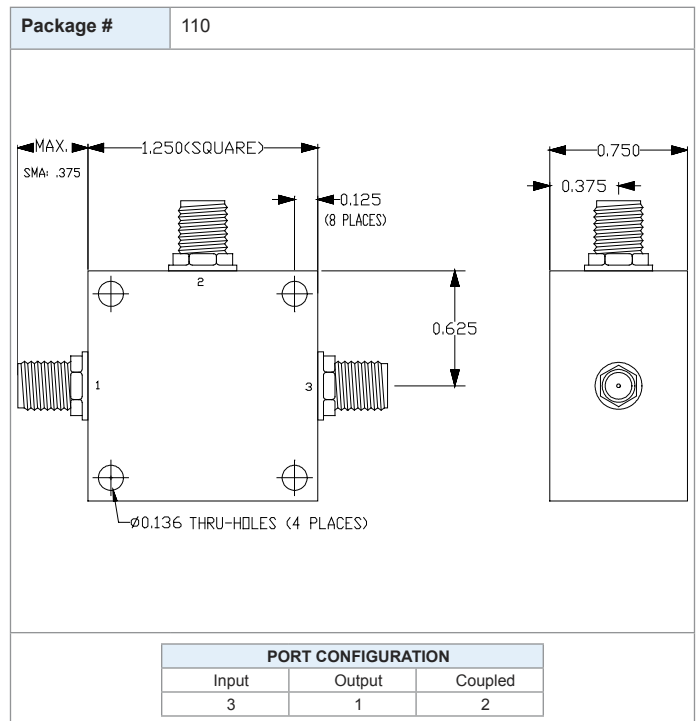 Package # 110
MAX. 1.250(SQUARE) 0.750
SMA: .375
0.125
(8 PLACES)
0.375
2
0.625
1 3
Ø0.136 THRU-HOLES (4 PLACES)
PORT CONFIGURATION
Input Output Coupled
3 1 2